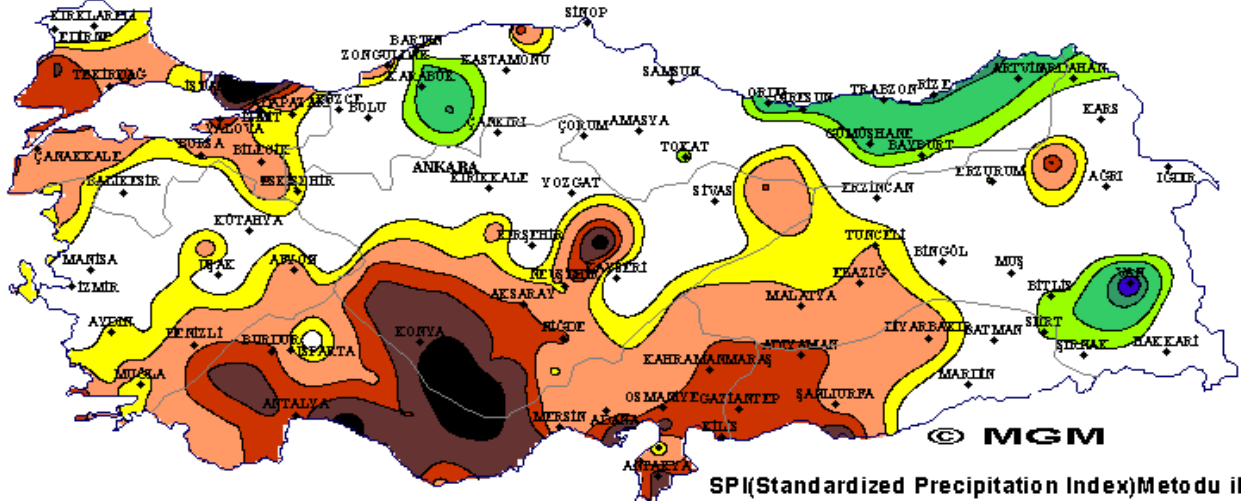 SİNOP
KIRKLARELİ
EDİRNE
BARTIN
ZONGULDAK
KASTAMONU
TEKİRDAĞ
KARABÜK
SAMSUN
ARTVİN
ARDAHAN
RİZE
TRABZON
ORDU
GİRESUN
BOLU
KARS
İZMİT
YALOVA
ÇANKIRI
ÇORUM
AMASYA
GÜMÜŞHANE
BAYBURT
TOKAT
ÇANAKKALE
BURSA
BİLECİK
ANKARA
ERZURUM
AĞRI
IĞDIR
BALIKESİR
ESKİŞEHİR
KIRIKKALE
YOZGAT
SİVAS
ERZİNCAN
KÜTAHYA
KIRŞEHİR
TUNCELİ
BİNGÖL
MUŞ
MANİSA
UŞAK
AFYON
NEVŞEHİR
KAYSERİ
ELAZIĞ
VAN
İZMİR
AKSARAY
MALATYA
BİTLİS
AYDIN
DENİZLİ
BURDUR
ISPARTA
KONYA
NİĞDE
DİYARBAKIR
BATMAN
SİİRT
ADIYAMAN
ŞIRNAK
HAKKARİ
KAHRAMANMARAŞ
MUĞLA
MARDİN
ANTALYA
MERSİN
ADANA
OSMANİYE
GAZİANTEP
ŞANLIURFA
KİLİS
© MGM
ANTAKYA
SPI(Standardized Precipitation Index)Metodu il